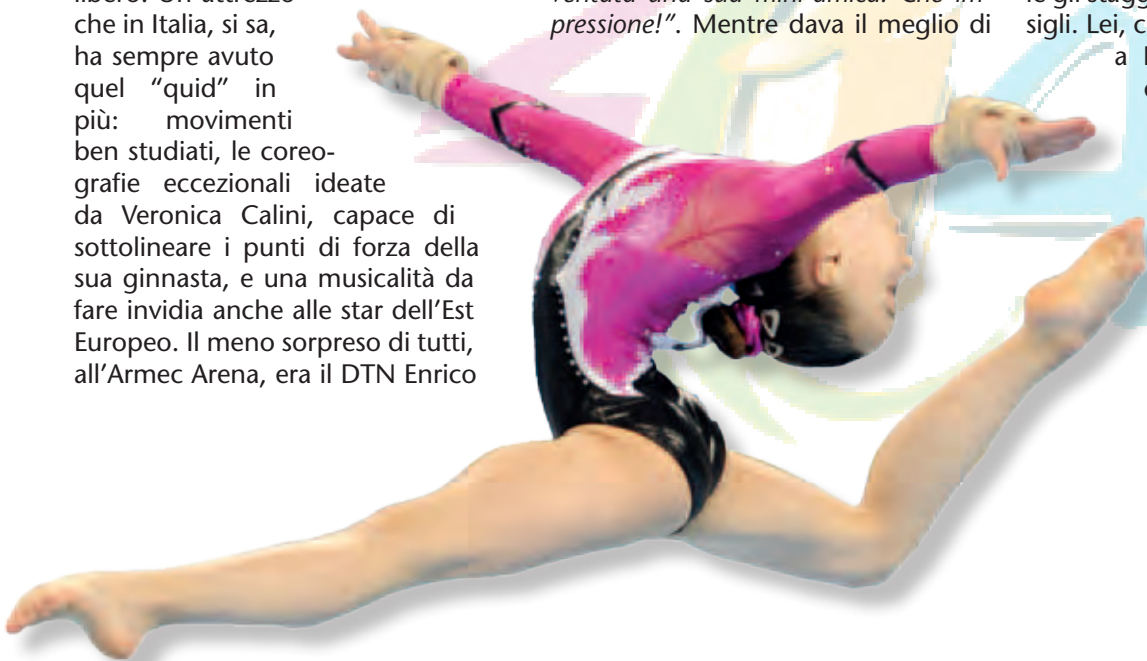 che in Italia, si sa,
ha sempre avuto
quel “quid” in
più: movimenti
ben studiati, le coreo-
grafie eccezionali ideate
da Veronica Calini, capace di
sottolineare i punti di forza della
sua ginnasta, e una musicalità da
fare invidia anche alle star dell’Est
Europeo. Il meno sorpreso di tutti,
all’Armec Arena, era il DTN Enrico
pressione!”. Mentre dava il meglio di
sigli. Lei, c
a